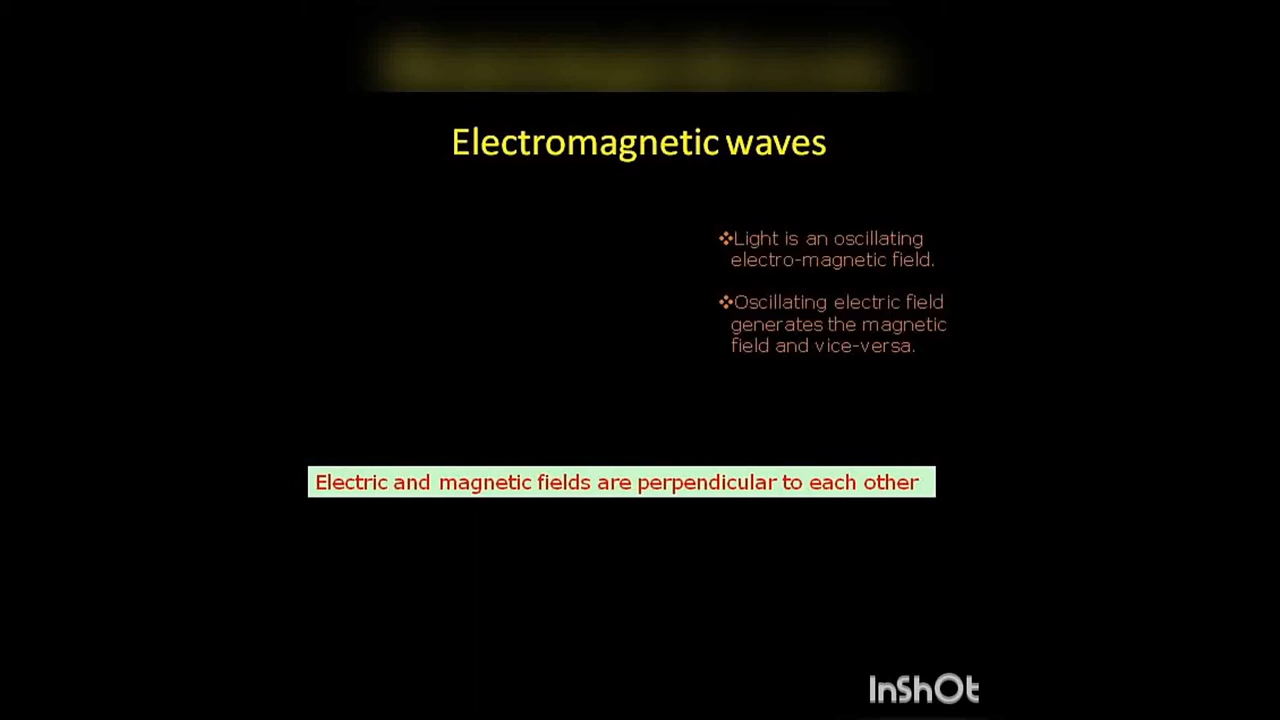 Electromagnetic waves
❖Light is an oscillating
electro-magnetic field.
❖Oscillating electric field
generates the magnetic
field and vice-versa.
Electric and magnetic fields are perpendicular to each other
InShOt